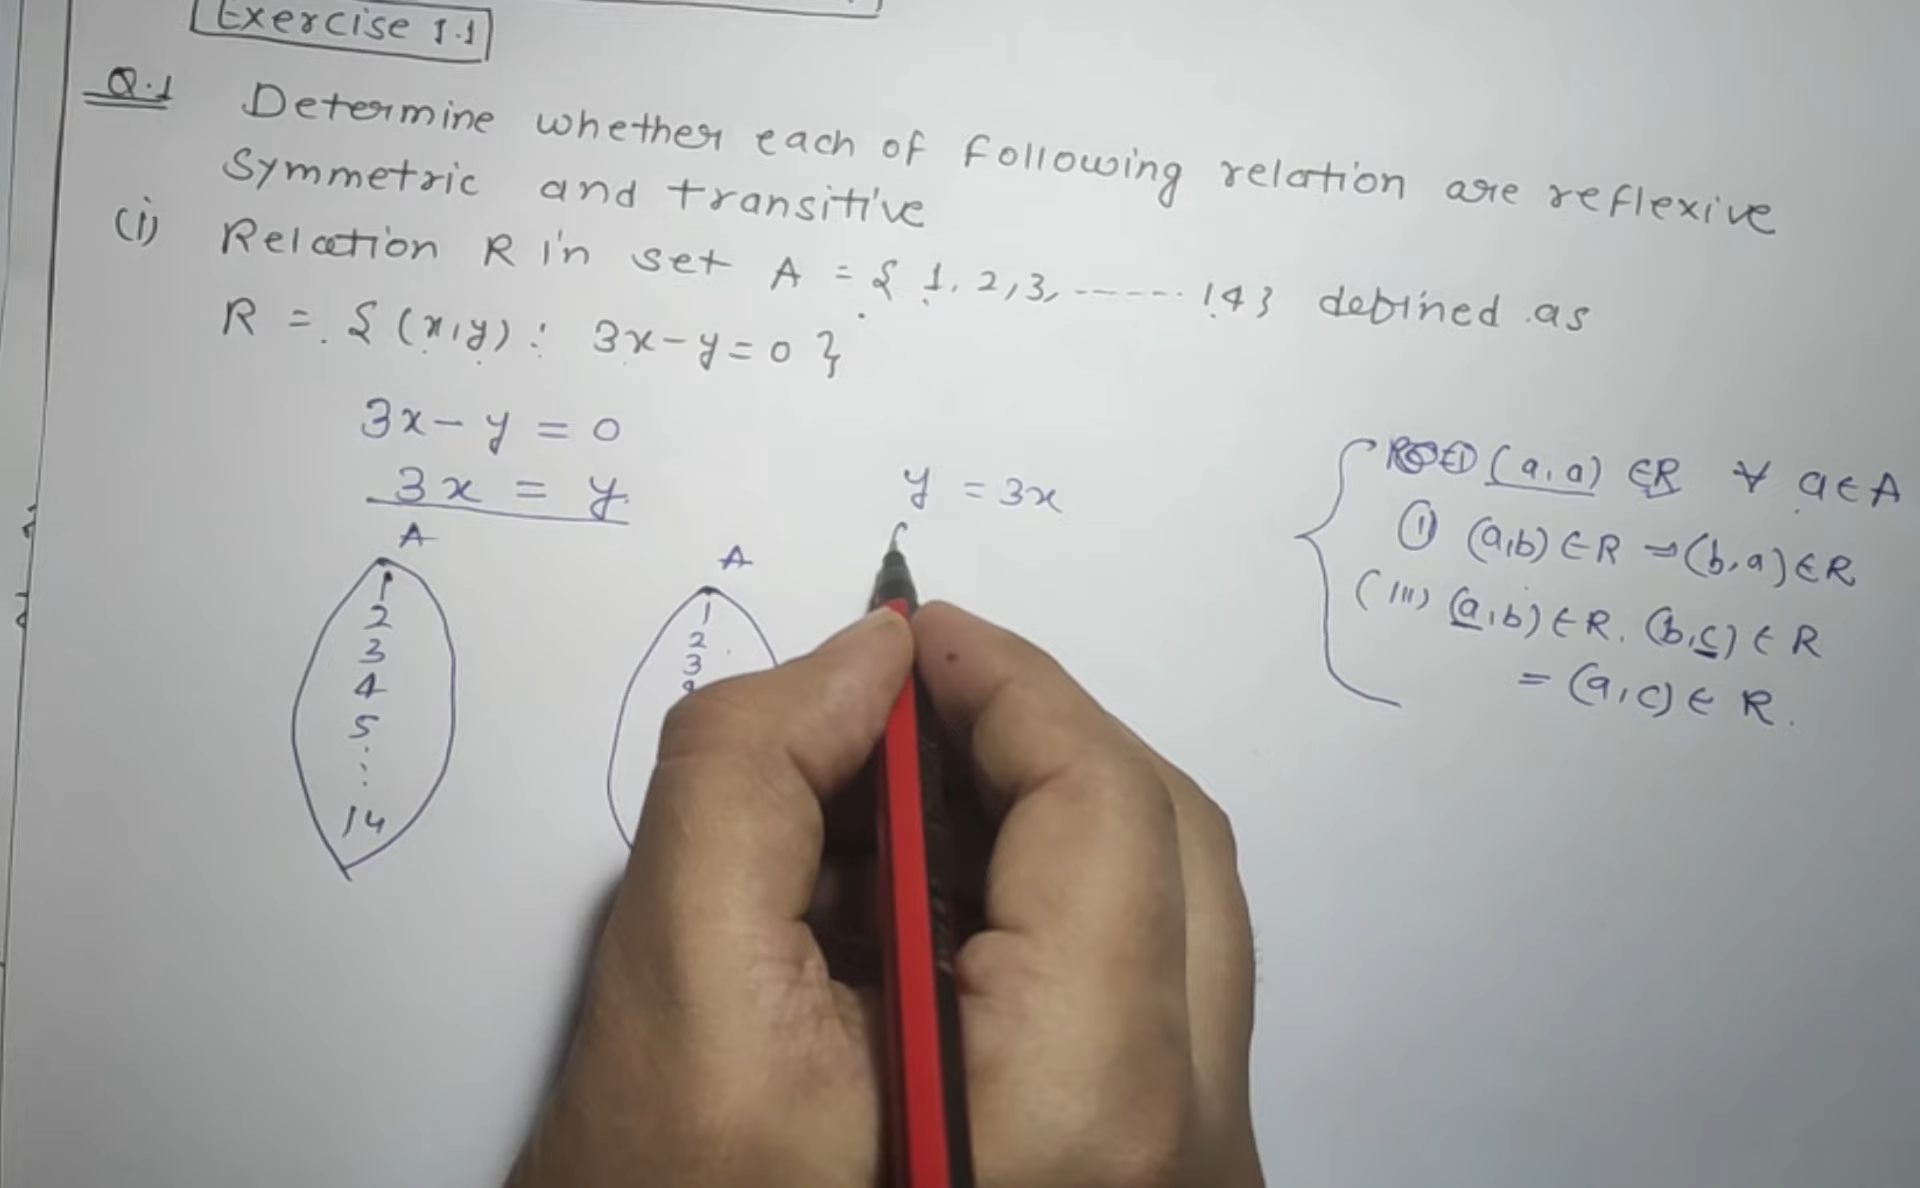 Exercise 1.1
Q.1 Determine whether each of following relation are reflexive
Symmetric and transitive
(i) Relation R in set A = { 1, 2, 3, ------ 14 } defined as
R = { (x,y) : 3x-y=0 }
3x - y = 0
3x = y
y = 3x
A
1
2
3
4
5
⋮
14
A
1
2
3
(a,a) ∈R ∀ a∈A
(b,a)∈R
(a,b)∈R
(III) (a,b)∈R, (b,c)∈R
= (a,c)∈ R.